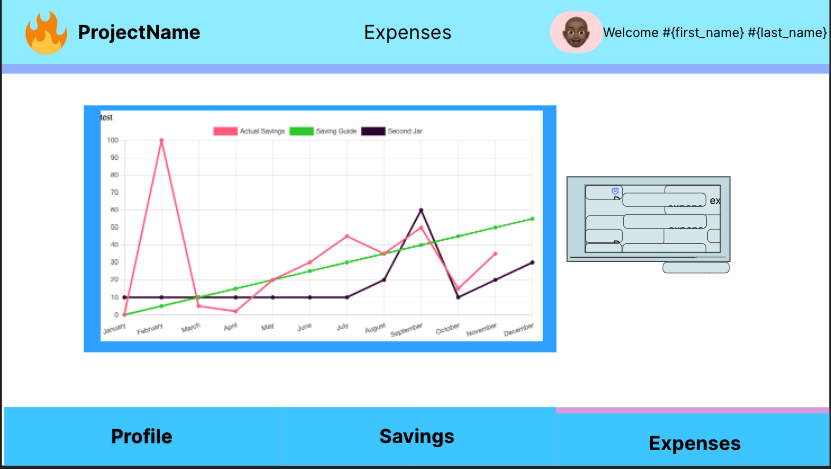 ProjectName
Expenses
Welcome #{first_name} #{last_name}
test
Actual Savings Saving Guide Second Jar
100
90
80
70
60
50
40
30
20
10
0
January February March April May June July August September October November December
ex
Profile
Savings
Expenses